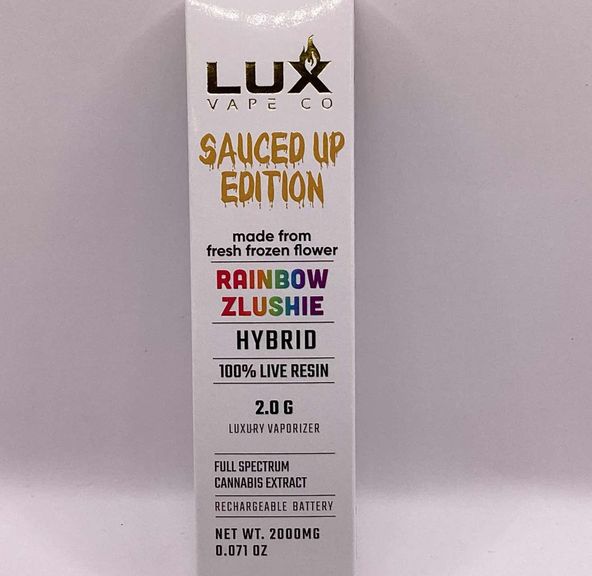 LUX
VAPE CO
SAUCED UP
EDITION
made from
fresh frozen flower
RAINBOW
ZLUSHIE
HYBRID
100% LIVE RESIN
2.0 G
LUXURY VAPORIZER
FULL SPECTRUM
CANNABIS EXTRACT
RECHARGEABLE BATTERY
NET WT. 2000MG
0.071 OZ